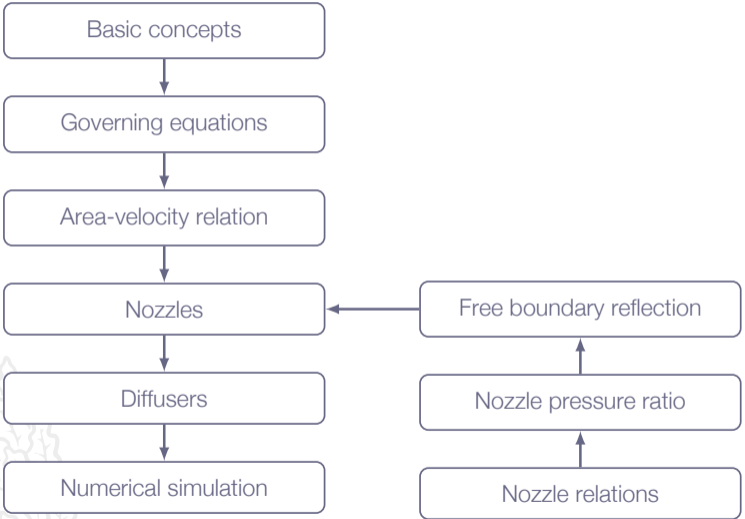 Basic concepts
Governing equations
Area-velocity relation
Nozzles
Free boundary reflection
Diffusers
Nozzle pressure ratio
Numerical simulation
Nozzle relations